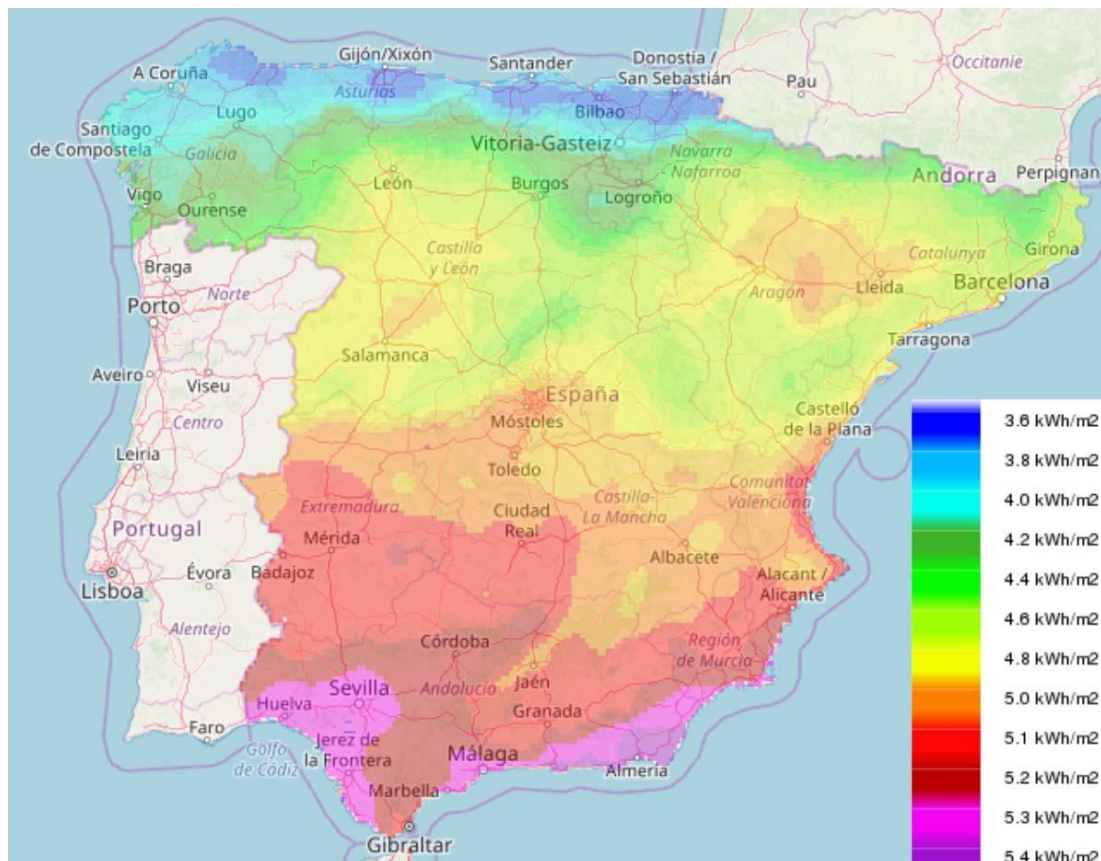 Gijón/Xixón
Santander
Donostia /
San Sebastián
Pau
Occitanie
A Coruña
Asturias
Bilbao
Lugo
Santiago
de Compostela
Galicia
Vitoria-Gasteiz
Navarra
- Nafarroa
Andorra
Perpignan
León
Burgos
Logroño
Vigo
Ourense
Girona
Castilla
y León
Catalunya
Braga
Norte
Aragón
Lleida
Barcelona
Porto
Tarragona
Salamanca
Aveiro
Viseu
España
Móstoles
Castelló
de la Plana
Centro
Leiria
Toledo
Extremadura
Ciudad
Real
Castilla-
La Mancha
Comunitat
Valenciana
Portugal
Mérida
Albacete
Lisboa
Évora
Badajoz
Alacant /
Alicante
Alentejo
Córdoba
Región
de Murcia
Sevilla
Andalucía
Jaén
Huelva
Granada
Faro
Golfo
de Cádiz
Jerez de
la Frontera
Málaga
Almería
Marbella
Gibraltar
3.6 kWh/m2
3.8 kWh/m2
4.0 kWh/m2
4.2 kWh/m2
4.4 kWh/m2
4.6 kWh/m2
4.8 kWh/m2
5.0 kWh/m2
5.1 kWh/m2
5.2 kWh/m2
5.3 kWh/m2
5.4 kWh/m2